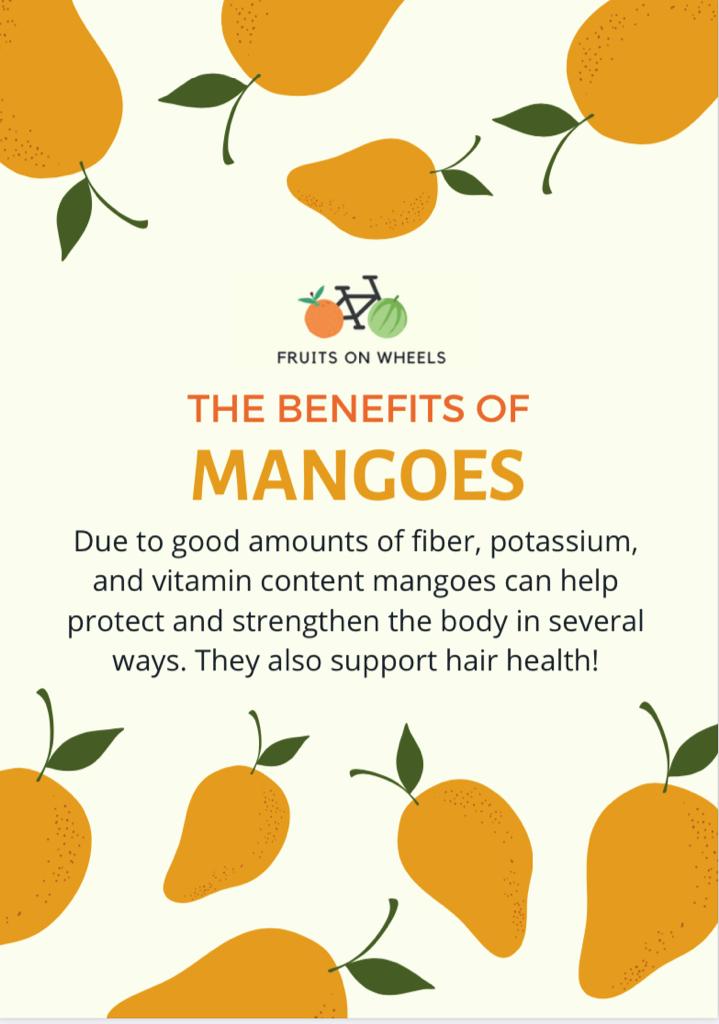 FRUITS ON WHEELS
THE BENEFITS OF
MANGOES
Due to good amounts of fiber, potassium,
and vitamin content mangoes can help
protect and strengthen the body in several
ways. They also support hair health!